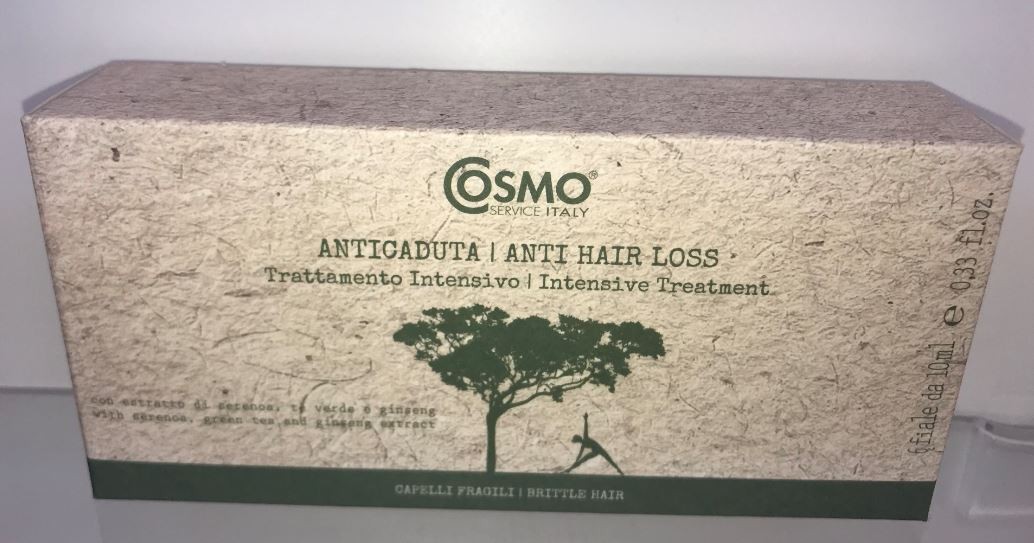 COSMO®
SERVICE ITALY
ANTICADUTA | ANTI HAIR LOSS
Trattamento Intensivo | Intensive Treatment
con estratto di serenoa, tè verde e ginseng
with serenoa, green tea and ginseng extract
CAPELLI FRAGILI | BRITTLE HAIR
6 fiale da 10ml e 0.33 fl.oz.